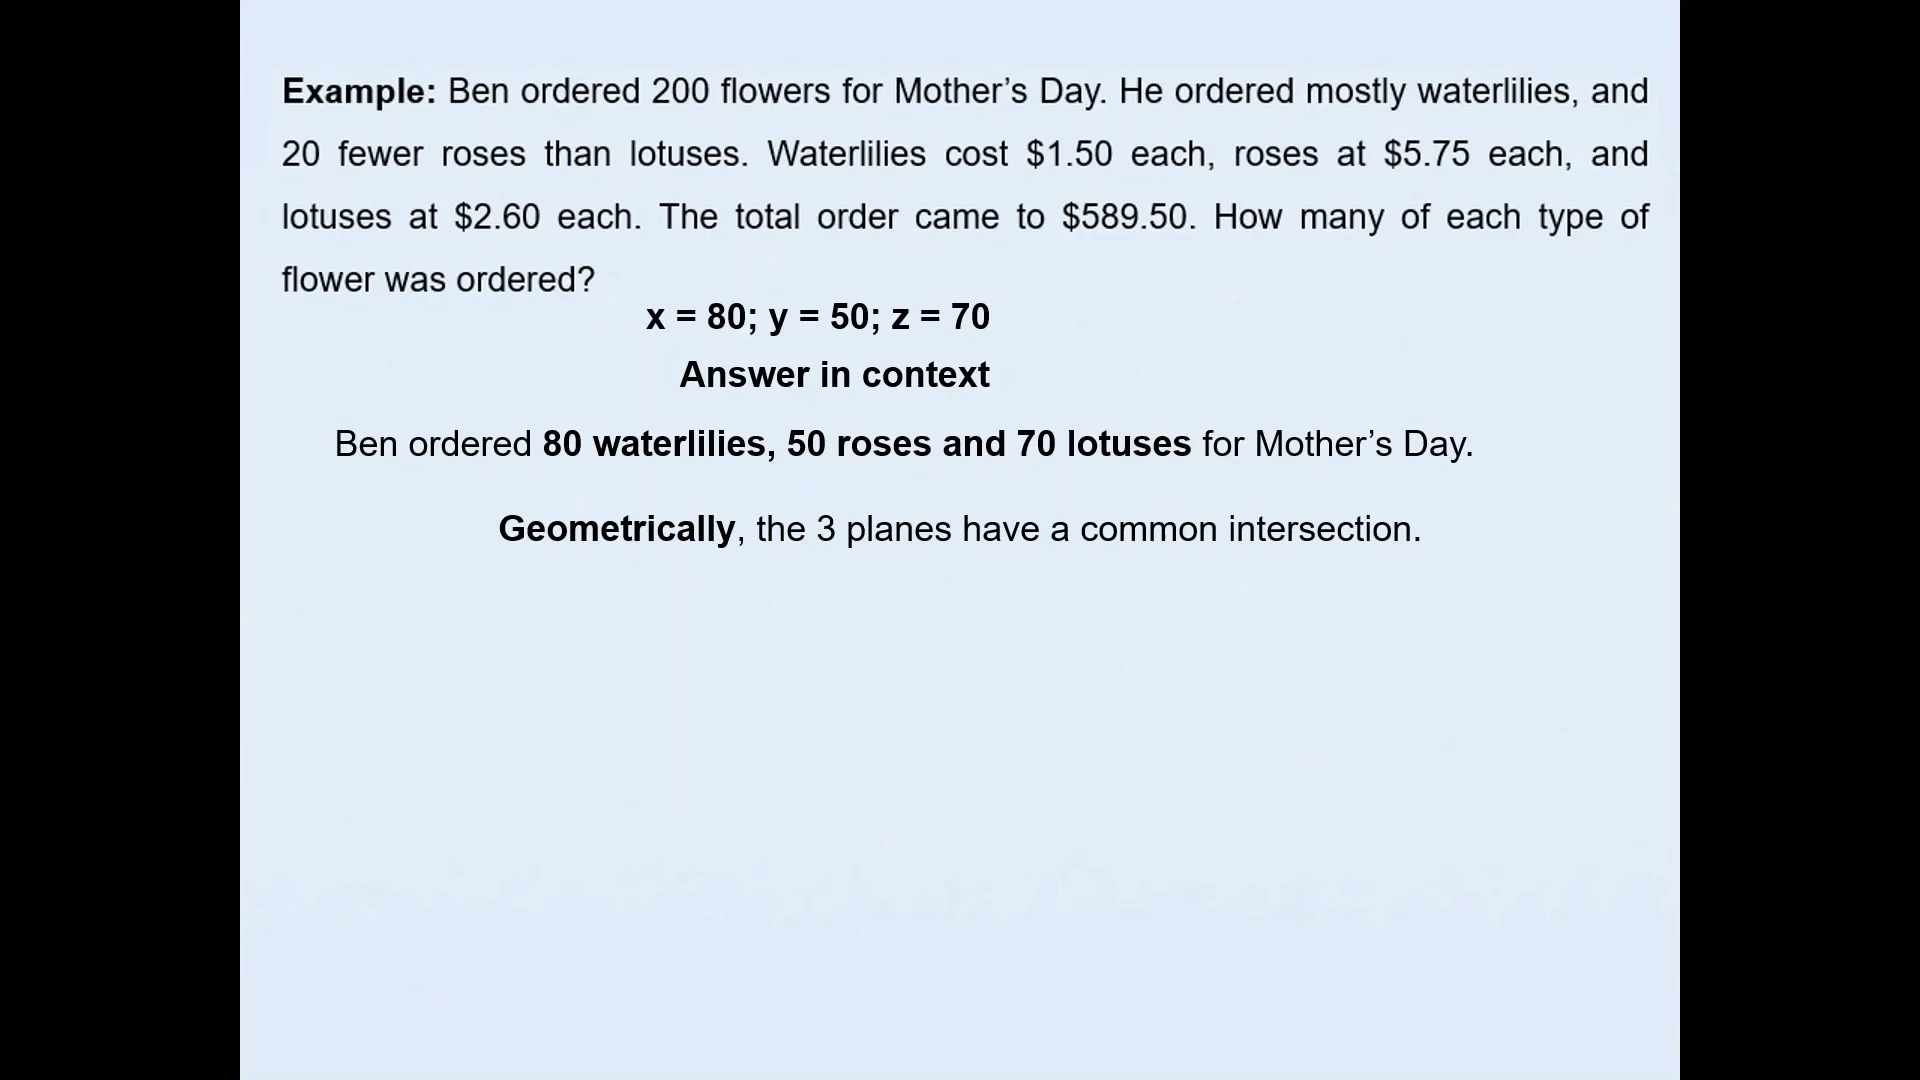 Example: Ben ordered 200 flowers for Mother’s Day. He ordered mostly waterlilies, and
20 fewer roses than lotuses. Waterlilies cost $1.50 each, roses at $5.75 each, and
lotuses at $2.60 each. The total order came to $589.50. How many of each type of
flower was ordered?
x = 80; y = 50; z = 70
Answer in context
Ben ordered 80 waterlilies, 50 roses and 70 lotuses for Mother’s Day.
Geometrically, the 3 planes have a common intersection.